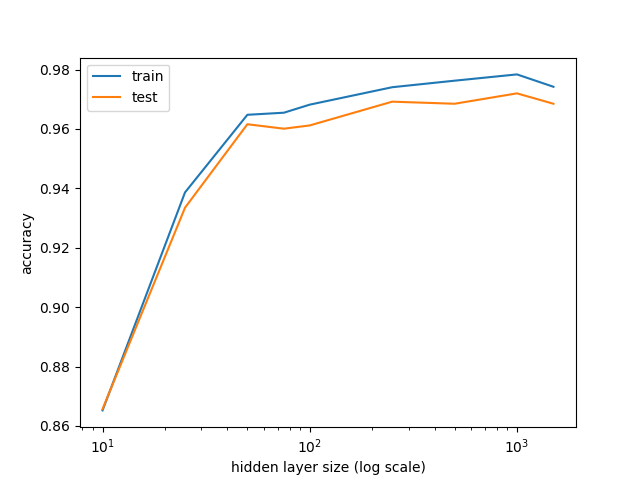 train
test
0.98
0.96
0.94
0.92
0.90
0.88
0.86
accuracy
10¹ 10² 10³
hidden layer size (log scale)